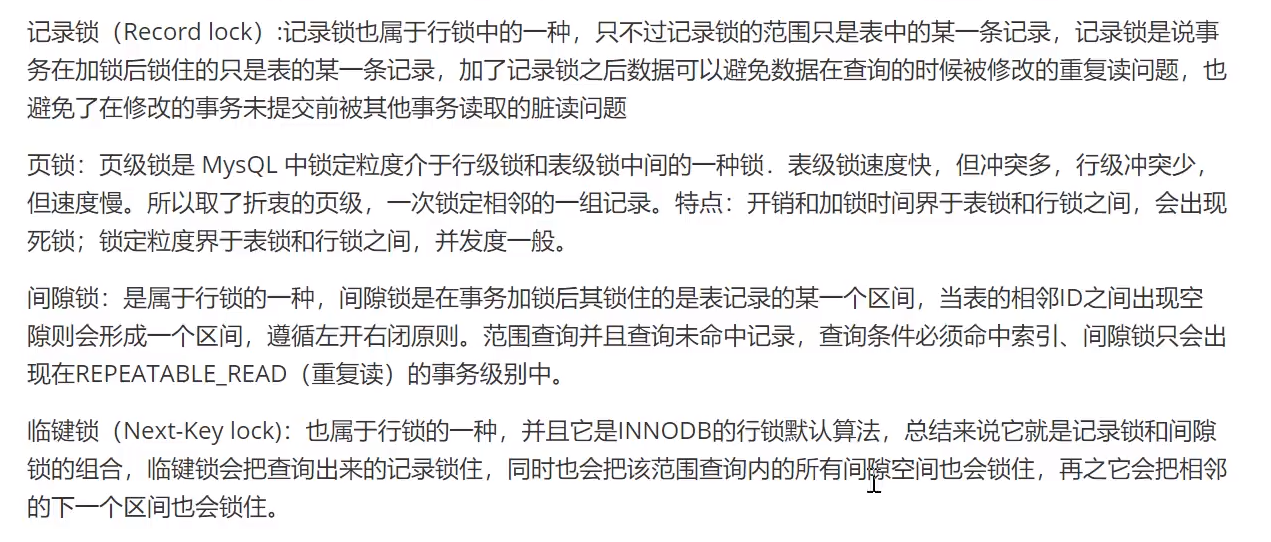 记录锁（Record lock）:记录锁也属于行锁中的一种，只不过记录锁的范围只是表中的某一条记录，记录锁是说事
务在加锁后锁住的只是表的某一条记录，加了记录锁之后数据可以避免数据在查询的时候被修改的重复读问题，也
避免了在修改的事务未提交前被其他事务读取的脏读问题
页锁：页级锁是 MysQL 中锁定粒度介于行级锁和表级锁中间的一种锁．表级锁速度快，但冲突多，行级冲突少，
但速度慢。所以取了折衷的页级，一次锁定相邻的一组记录。特点：开销和加锁时间界于表锁和行锁之间，会出现
死锁；锁定粒度界于表锁和行锁之间，并发度一般。
间隙锁：是属于行锁的一种，间隙锁是在事务加锁后其锁住的是表记录的某一个区间，当表的相邻ID之间出现空
隙则会形成一个区间，遵循左开右闭原则。范围查询并且查询未命中记录，查询条件必须命中索引、间隙锁只会出
现在REPEATABLE_READ（重复读）的事务级别中。
临键锁（Next-Key lock)：也属于行锁的一种，并且它是INNODB的行锁默认算法，总结来说它就是记录锁和间隙
锁的组合，临键锁会把查询出来的记录锁住，同时也会把该范围查询内的所有间隙空间也会锁住，再之它会把相邻
的下一个区间也会锁住。